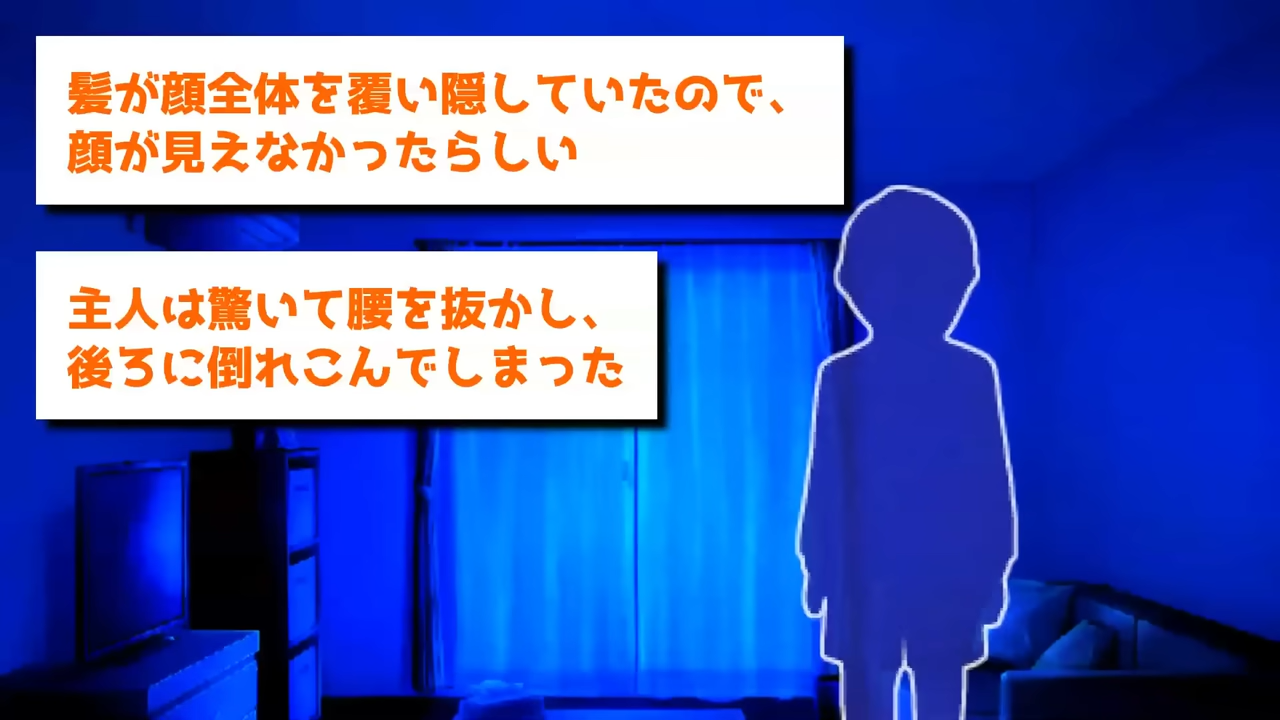 髪が顔全体を覆い隠していたので、
顔が見えなかったらしい
主人は驚いて腰を抜かし、
後ろに倒れこんでしまった